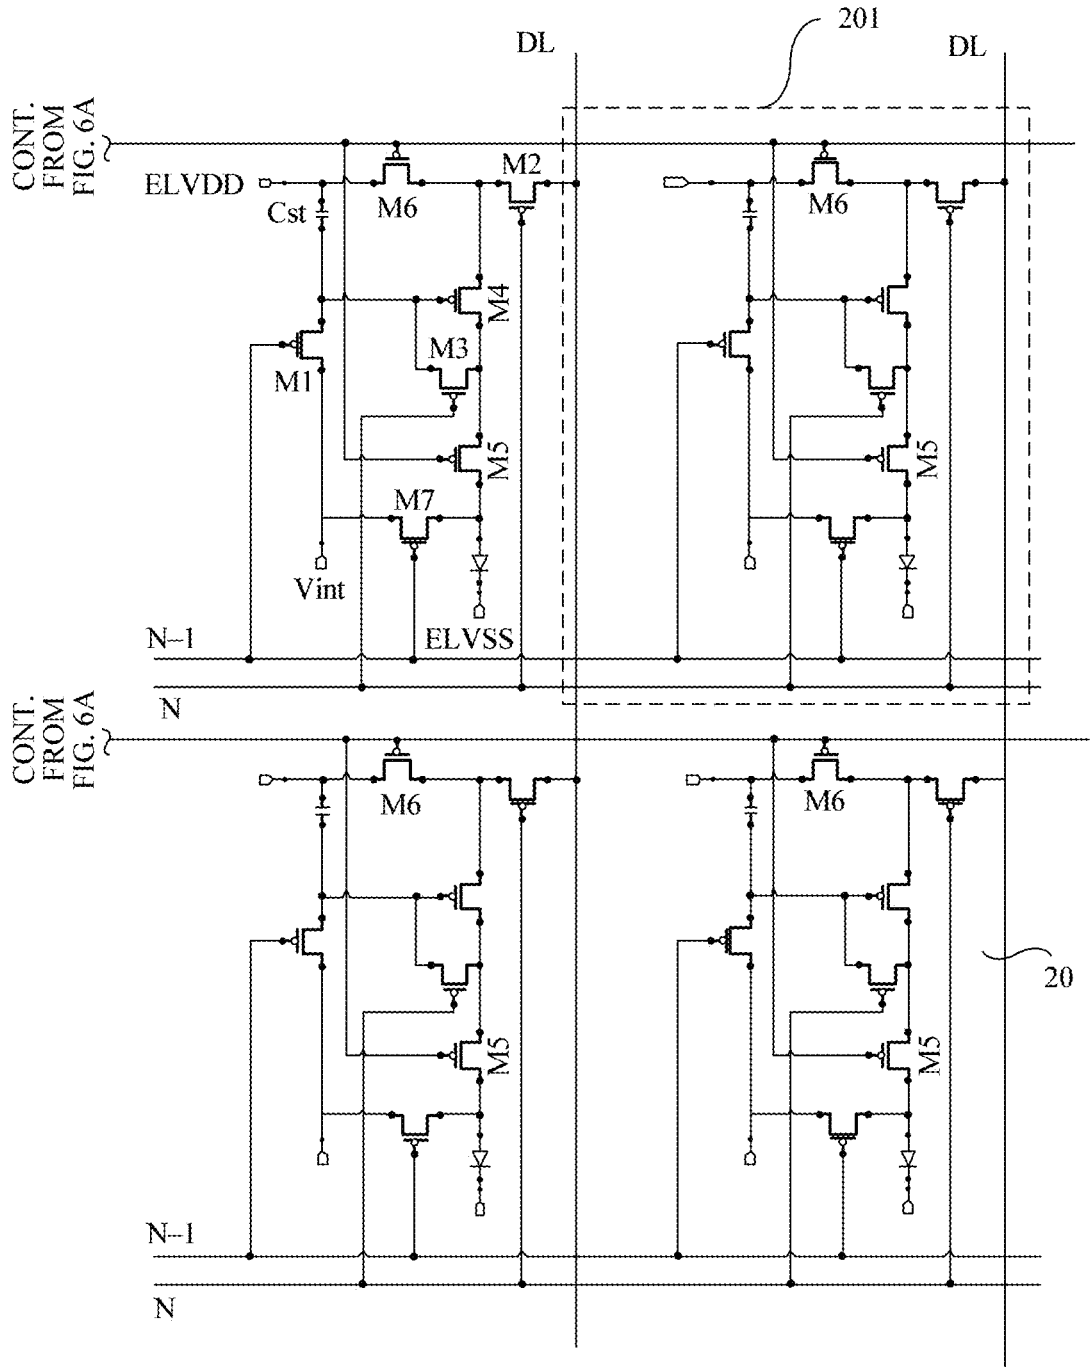 201
DL
DL
CONT.
FROM
FIG. 6A
ELVDD
M2
Cst
M6
M6
M4
M3
M1
M5
M5
M7
Vint
ELVSS
N–1
N
CONT.
FROM
FIG. 6A
M6
M6
20
M5
M5
N–1
N